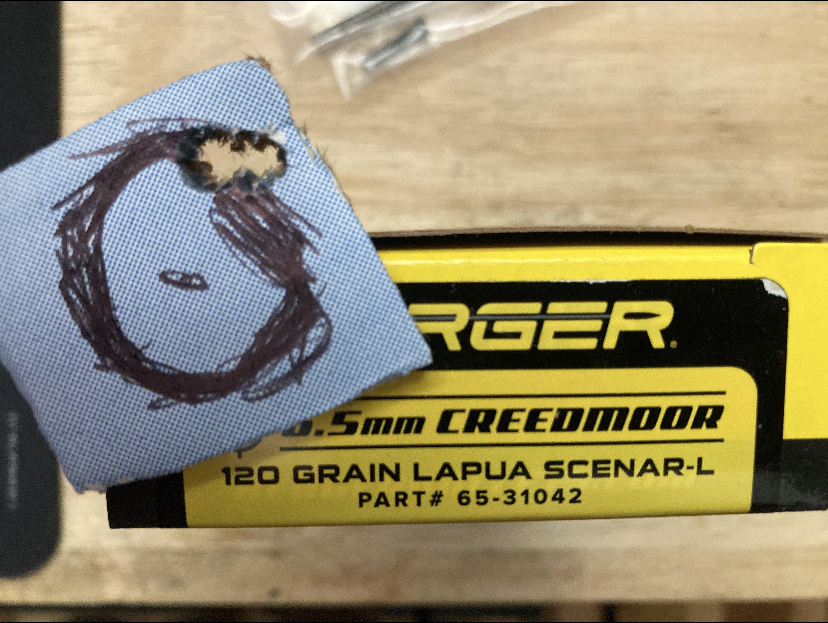 RGER
.5mm CREEDMOOR
120 GRAIN LAPUA SCENAR-L
PART# 65-31042